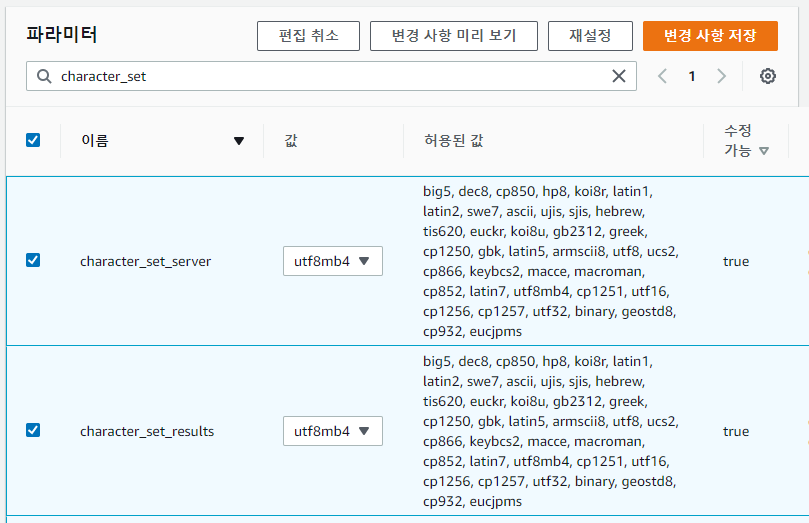 파라미터
편집 취소
변경 사항 미리 보기
재설정
변경 사항 저장
character_set
1
이름
값
허용된 값
수정
가능
character_set_server
utf8mb4
big5, dec8, cp850, hp8, koi8r, latin1,
latin2, swe7, ascii, ujis, sjis, hebrew,
tis620, euckr, koi8u, gb2312, greek,
cp1250, gbk, latin5, armscii8, utf8, ucs2,
cp866, keybcs2, macce, macroman,
cp852, latin7, utf8mb4, cp1251, utf16,
cp1256, cp1257, utf32, binary, geostd8,
cp932, eucjpms
true
character_set_results
utf8mb4
big5, dec8, cp850, hp8, koi8r, latin1,
latin2, swe7, ascii, ujis, sjis, hebrew,
tis620, euckr, koi8u, gb2312, greek,
cp1250, gbk, latin5, armscii8, utf8, ucs2,
cp866, keybcs2, macce, macroman,
cp852, latin7, utf8mb4, cp1251, utf16,
cp1256, cp1257, utf32, binary, geostd8,
cp932, eucjpms
true